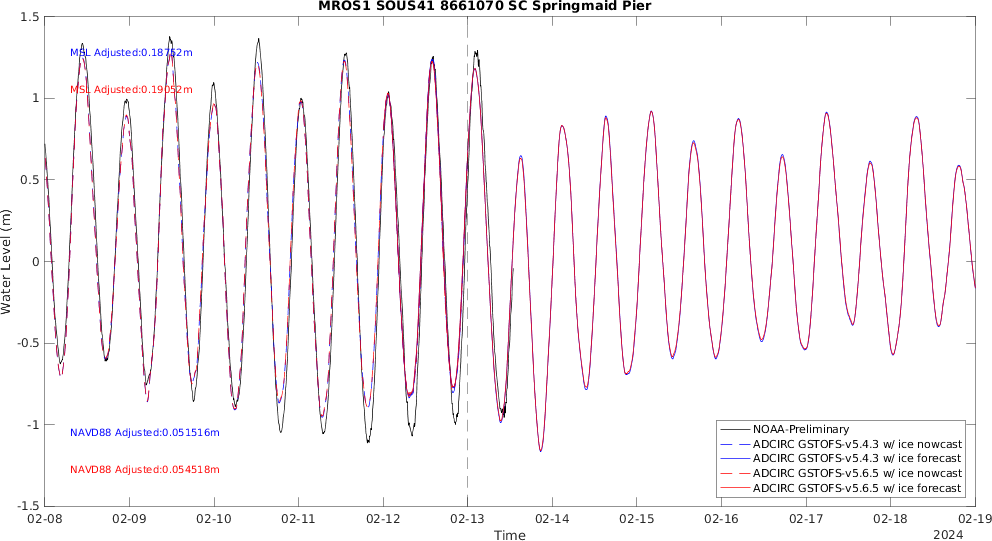 MROS1 SOUS41 8661070 SC Springmaid Pier
1.5
1
0.5
0
-0.5
-1
-1.5
Water Level (m)
MSL Adjusted:0.18752m
MSL Adjusted:0.19052m
NAVD88 Adjusted:0.051516m
NAVD88 Adjusted:0.054518m
NOAA-Preliminary
ADCIRC GSTOFS-v5.4.3 w/ ice nowcast
ADCIRC GSTOFS-v5.4.3 w/ ice forecast
ADCIRC GSTOFS-v5.6.5 w/ ice nowcast
ADCIRC GSTOFS-v5.6.5 w/ ice forecast
02-08 02-09 02-10 02-11 02-12 02-13 02-14 02-15 02-16 02-17 02-18 02-19
Time
2024